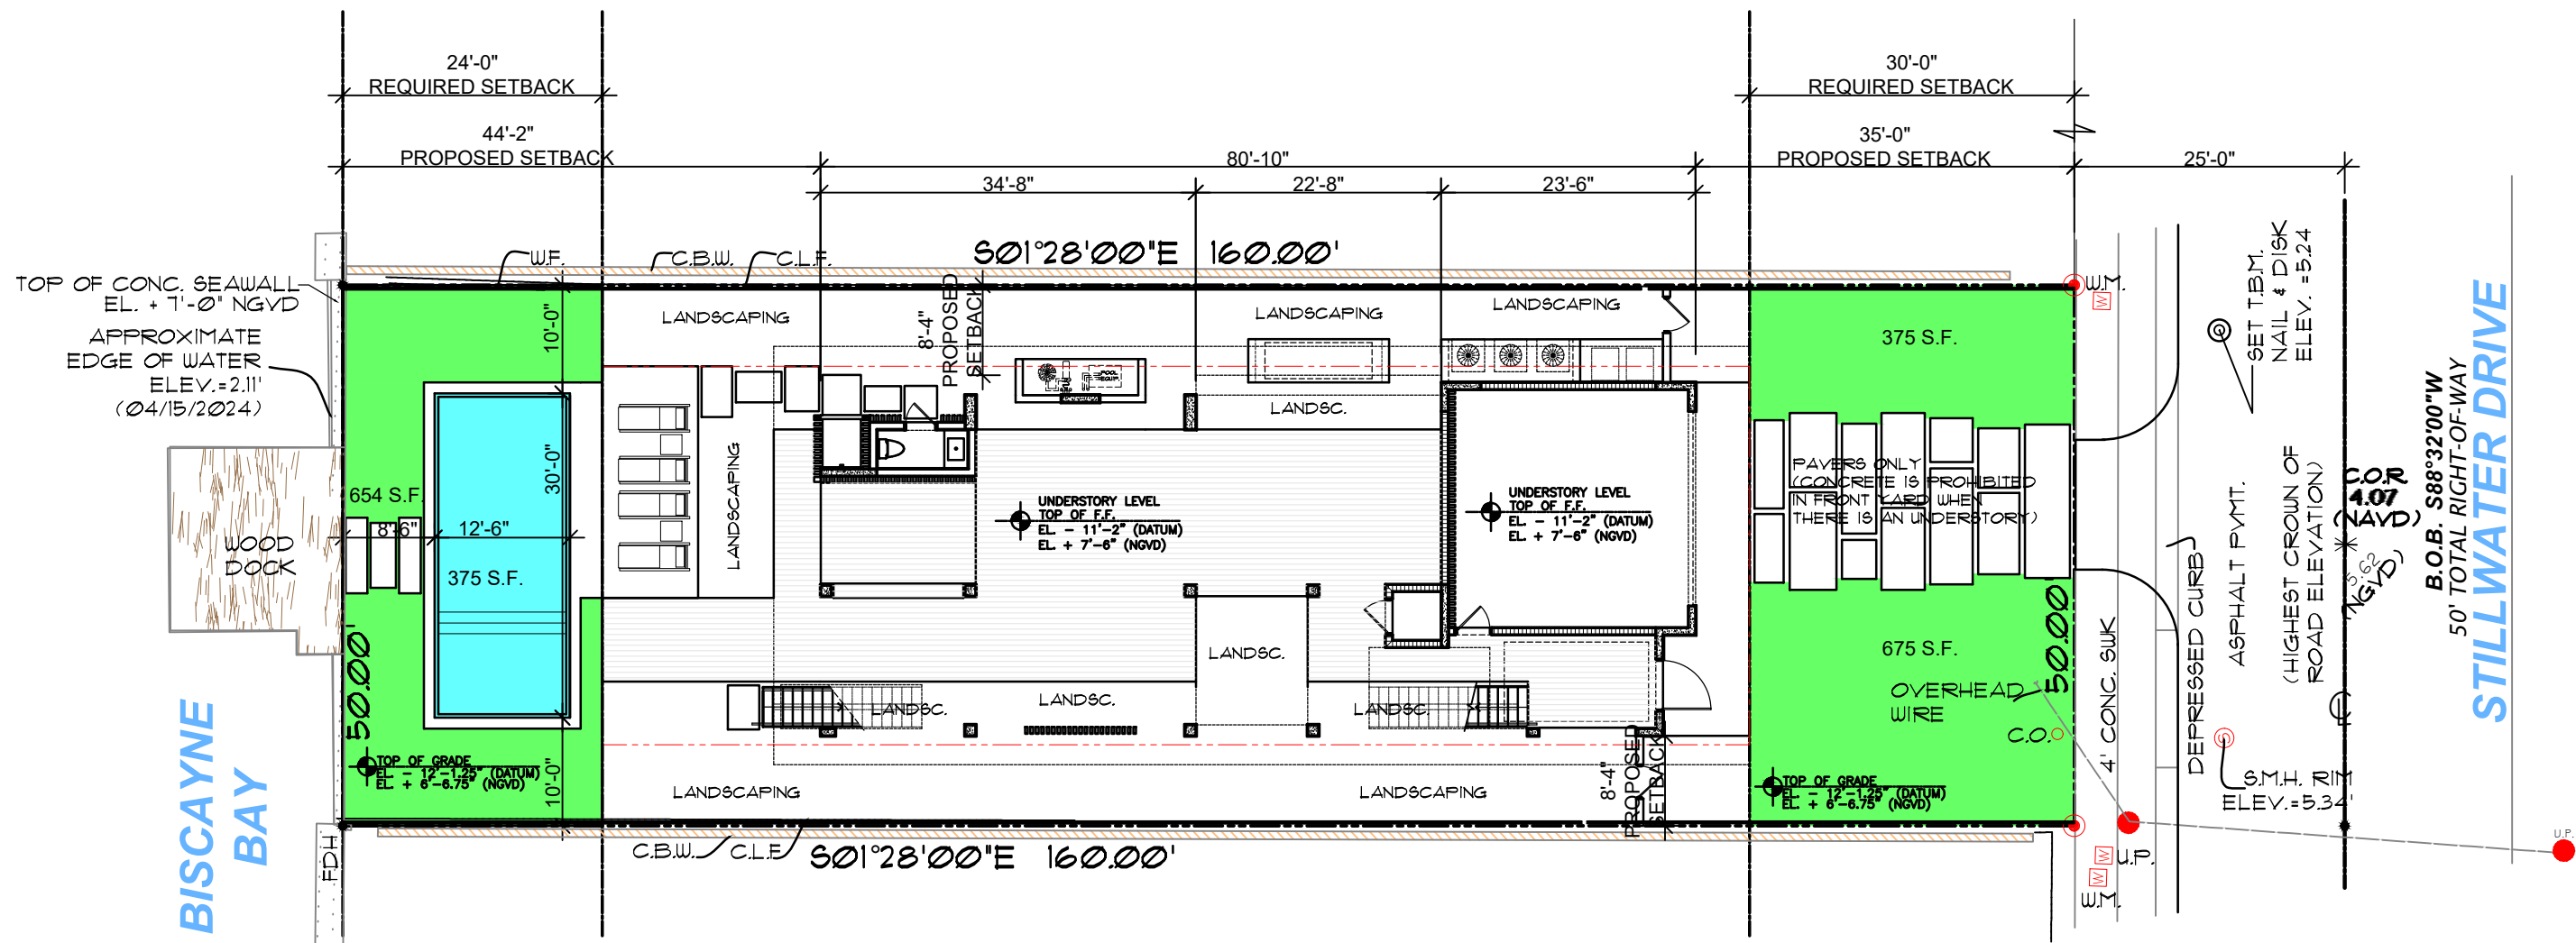 24'-0"
REQUIRED SETBACK
30'-0"
REQUIRED SETBACK
44'-2"
PROPOSED SETBACK
80'-10"
35'-0"
PROPOSED SETBACK
25'-0"
34'-8"
22'-8"
23'-6"
S01°28'00"E 160.00'
W.F.
C.B.W.
C.L.F.
TOP OF CONC. SEAWALL
EL. + 7'-0" NGVD
APPROXIMATE
EDGE OF WATER
ELEV.=2.11'
(04/15/2024)
10'-0"
LANDSCAPING
8'-4"
PROPOSED
SETBACK
LANDSCAPING
LANDSCAPING
W.M.
W
375 S.F.
SET T.B.M.
NAIL & DISK
ELEV. =5.24
POOL
EQUIP.
LANDSC.
LANDSCAPING
30'-0"
654 S.F.
8'-6"
12'-6"
375 S.F.
WOOD
DOCK
UNDERSTORY LEVEL
TOP OF F.F.
EL. - 11'-2" (DATUM)
EL. + 7'-6" (NGVD)
UNDERSTORY LEVEL
TOP OF F.F.
EL. - 11'-2" (DATUM)
EL. + 7'-6" (NGVD)
PAVERS ONLY
(CONCRETE IS PROHIBITED
IN FRONT YARD WHEN
THERE IS AN UNDERSTORY)
ASPHALT PVMT.
(HIGHEST CROWN OF
ROAD ELEVATION)
C.O.R.
4.07
(NAVD)
5.62
NGVD)
B.O.B. S88°32'00"W
50' TOTAL RIGHT-OF-WAY
STILLWATER DRIVE
50.00'
50.00'
LANDSC.
675 S.F.
OVERHEAD
WIRE
C.O.
4' CONC. SWK
DEPRESSED CURB
LANDSC.
LANDSC.
LANDSC.
BISCAYNE
BAY
TOP OF GRADE
EL. - 12'-1.25" (DATUM)
EL. + 6'-6.75" (NGVD)
10'-0"
LANDSCAPING
LANDSCAPING
8'-4"
PROPOSED
SETBACK
TOP OF GRADE
EL. - 12'-1.25" (DATUM)
EL. + 6'-6.75" (NGVD)
S
S.M.H. RIM
ELEV.=5.34'
FDH
C.B.W.
C.L.F.
S01°28'00"E 160.00'
W
U.P.
W
W.M.
U.P.